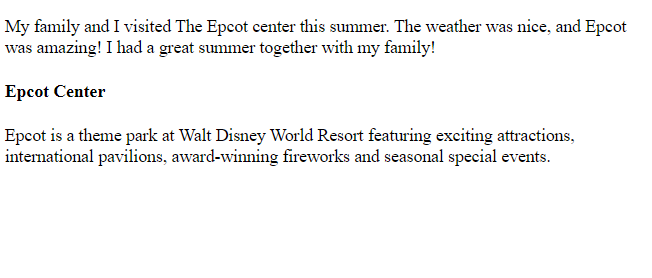 My family and I visited The Epcot center this summer. The weather was nice, and Epcot
was amazing! I had a great summer together with my family!
Epcot Center
Epcot is a theme park at Walt Disney World Resort featuring exciting attractions,
international pavilions, award-winning fireworks and seasonal special events.